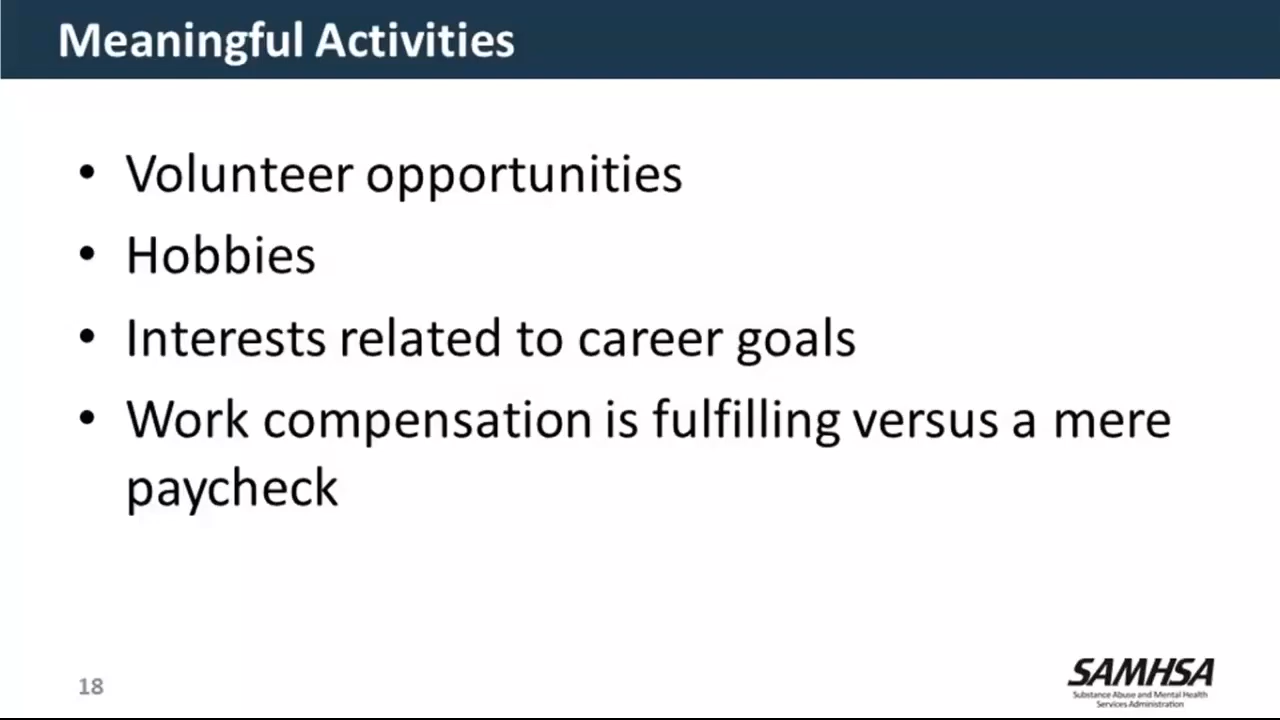 Meaningful Activities
• Volunteer opportunities
• Hobbies
• Interests related to career goals
• Work compensation is fulfilling versus a mere
paycheck
18
SAMHSA
Substance Abuse and Mental Health
Services Administration